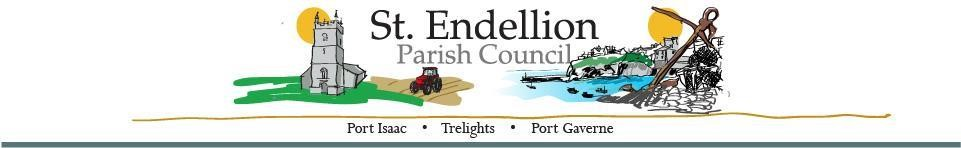 St. Endellion
Parish Council
Port Isaac • Trelights • Port Gaverne